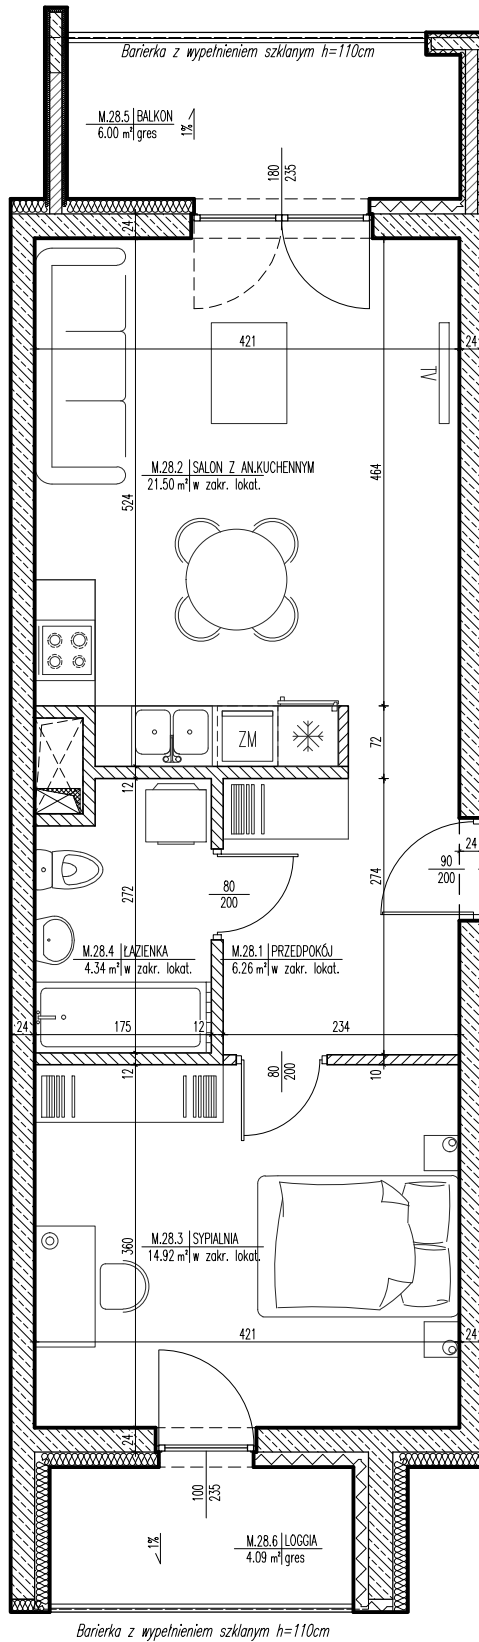 Barierka z wypełnieniem szklanym h=110cm
M.28.5 BALKON
6.00 m² gres
1%
180
235
24
421
24
TV
M.28.2 SALON Z AN.KUCHENNYM
21.50 m² w zakr. lokat.
524
464
ZM
72
12
272
80
200
274
90
200
24
M.28.4 ŁAZIENKA
4.34 m² w zakr. lokat.
M.28.1 PRZEDPOKÓJ
6.26 m² w zakr. lokat.
24
175
12
234
12
80
200
10
M.28.3 SYPIALNIA
14.92 m² w zakr. lokat.
360
421
24
24
100
235
1%
M.28.6 LOGGIA
4.09 m² gres
Barierka z wypełnieniem szklanym h=110cm